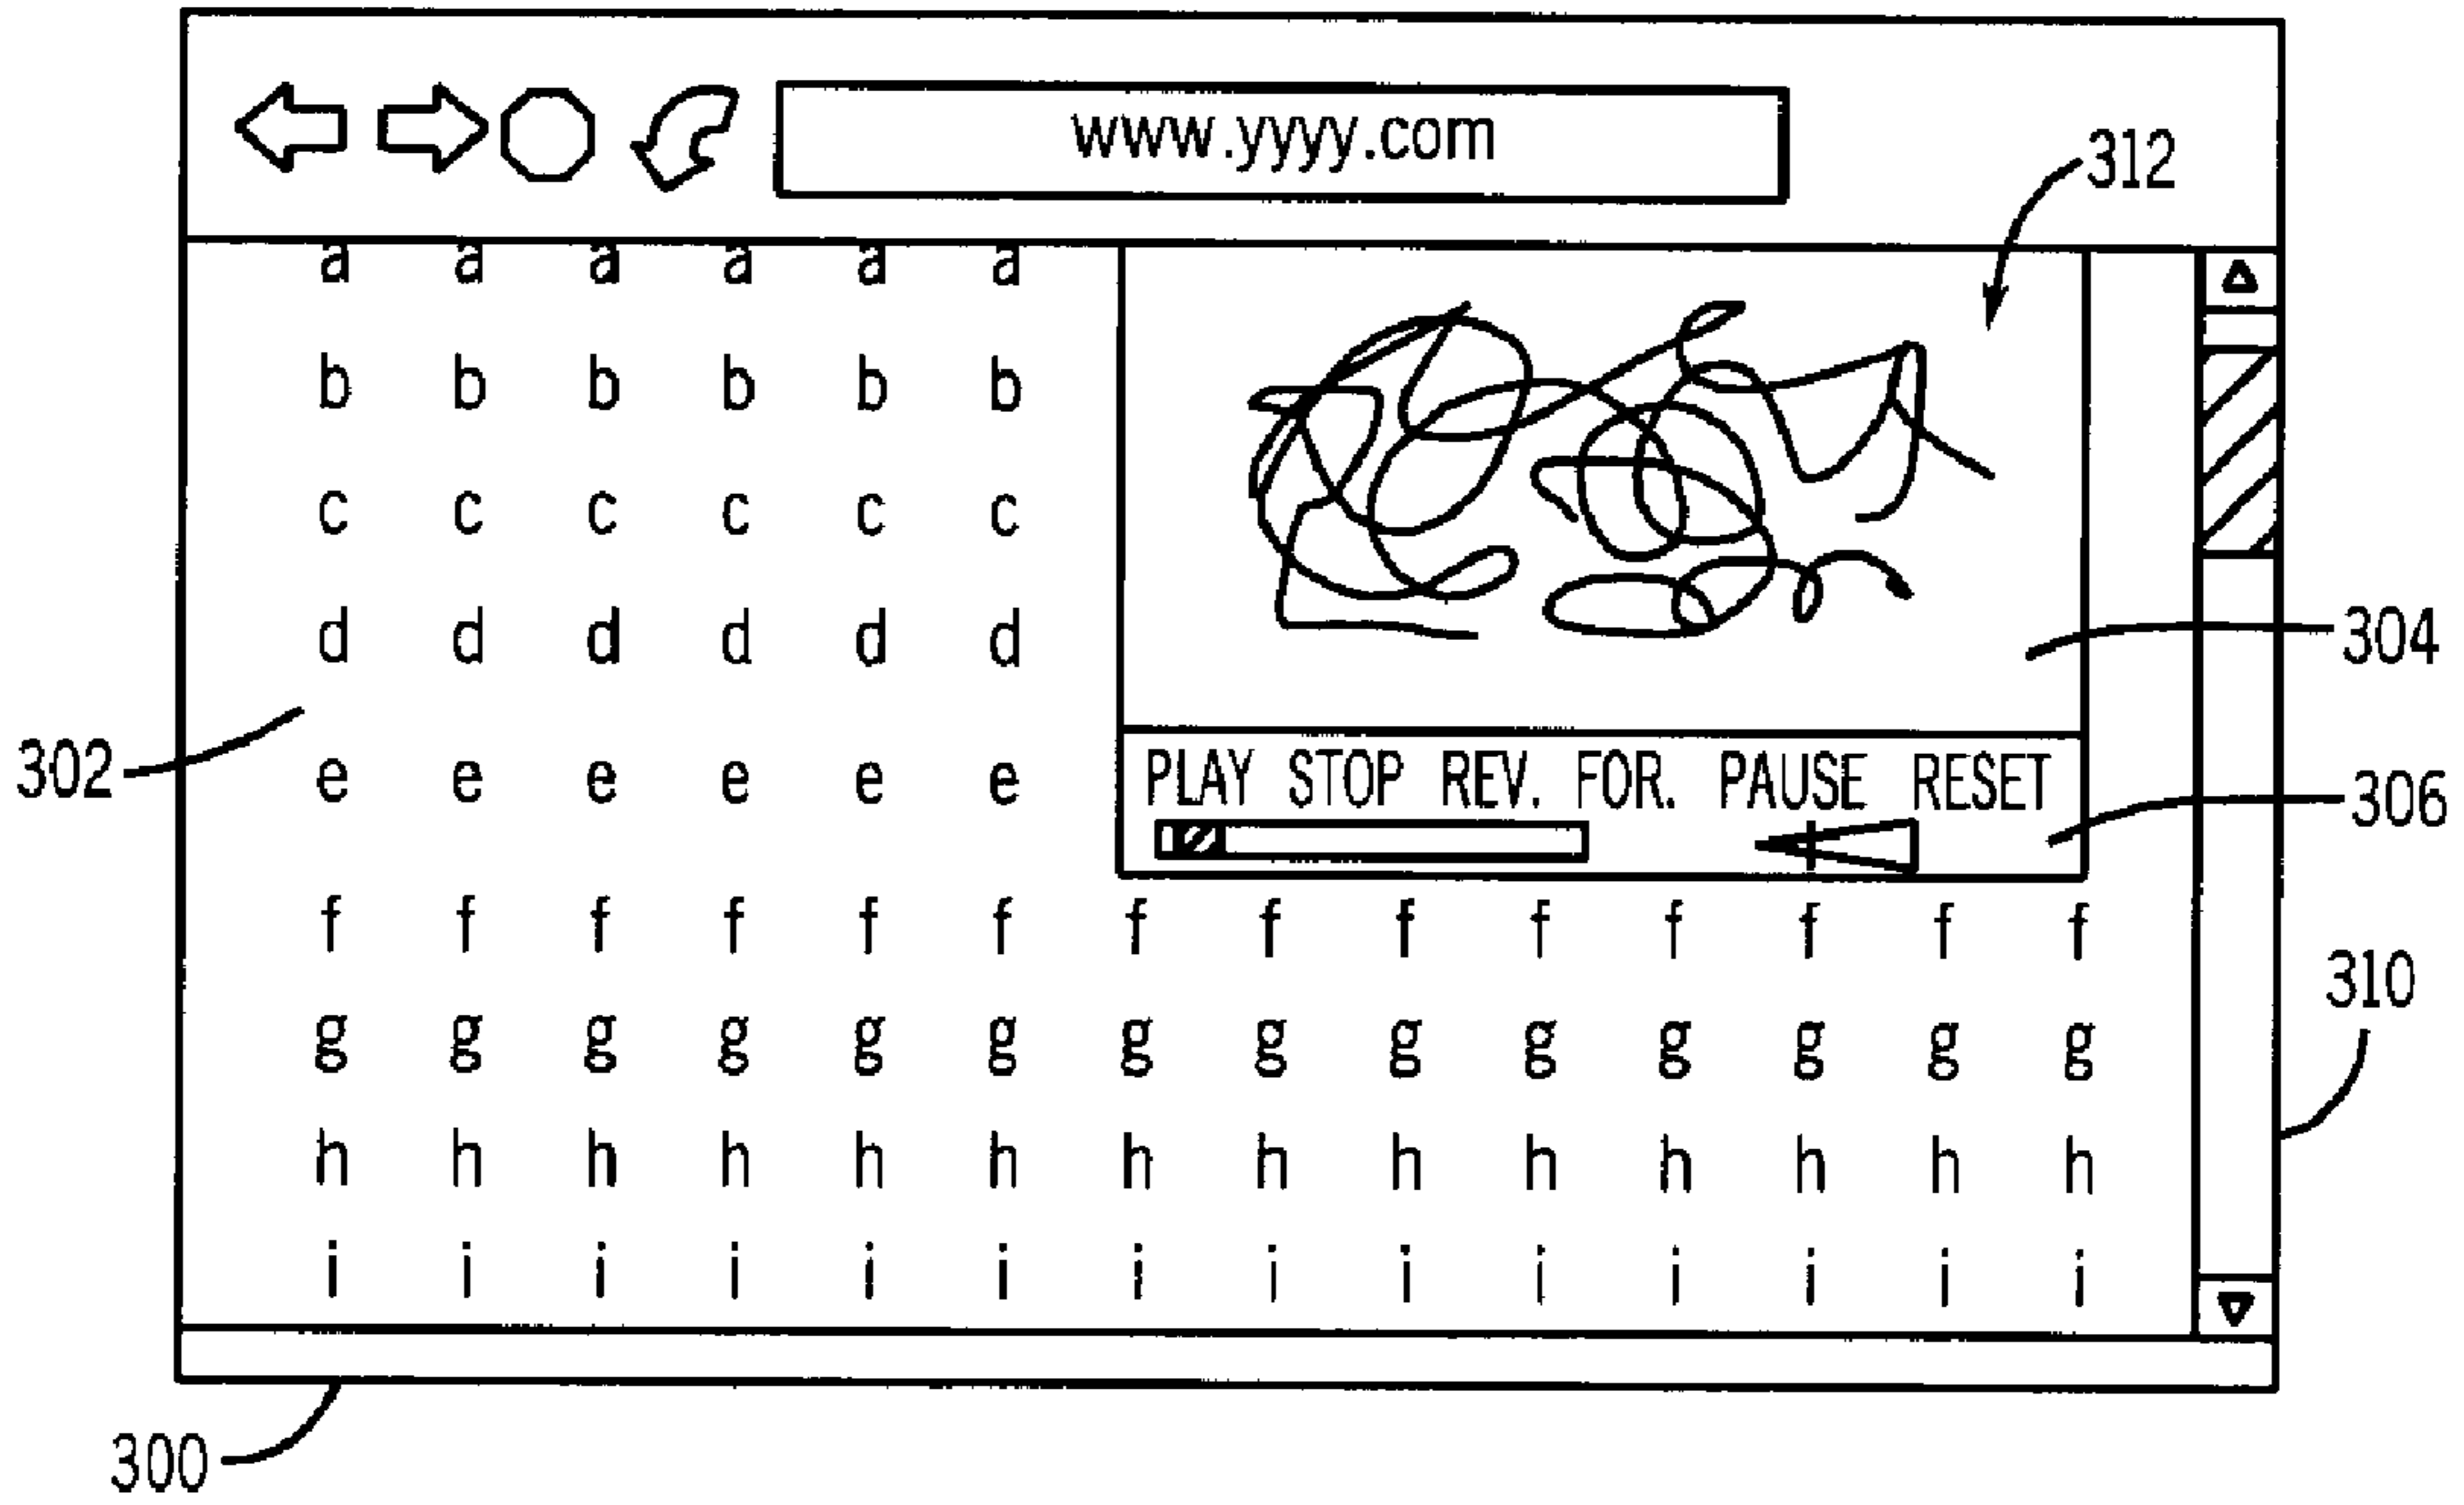 www.yyyy.com
312
a a a a a a
b b b b b b
c c c c c c
d d d d d d
304
302
e e e e e e
PLAY STOP REV. FOR. PAUSE RESET
306
f f f f f f f f f f f f f f
310
g g g g g g g g g g g g g g
h h h h h h h h h h h h h h
i i i i i i i i i i i i i i
300